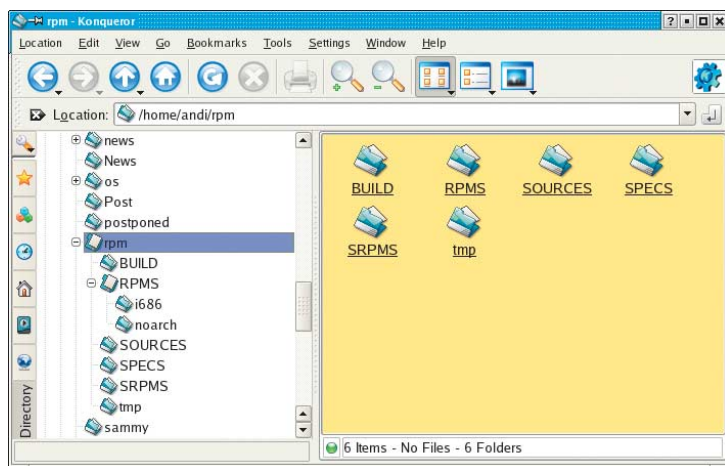 rpm - Konqueror
Location Edit View Go Bookmarks Tools Settings Window Help
Location: /home/andi/rpm
news
News
os
Post
postponed
rpm
BUILD
RPMS
i686
noarch
SOURCES
SPECS
SRPMS
tmp
sammy
Directory
BUILD RPMS SOURCES SPECS
SRPMS tmp
6 Items - No Files - 6 Folders